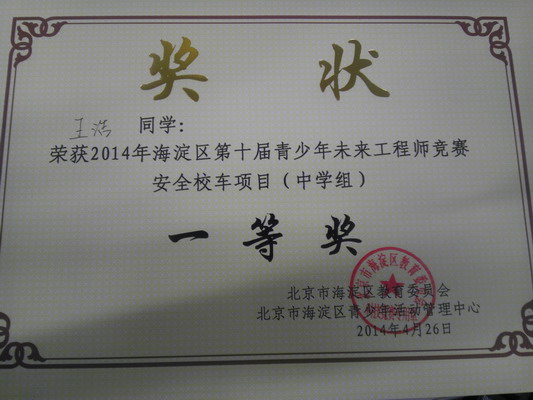 奖 状
王浩 同学:
荣获2014年海淀区第十届青少年未来工程师竞赛
安全校车项目(中学组)
一 等 奖
北京市海淀区教育委员会
北京市海淀区青少年活动管理中心
2014年4月26日